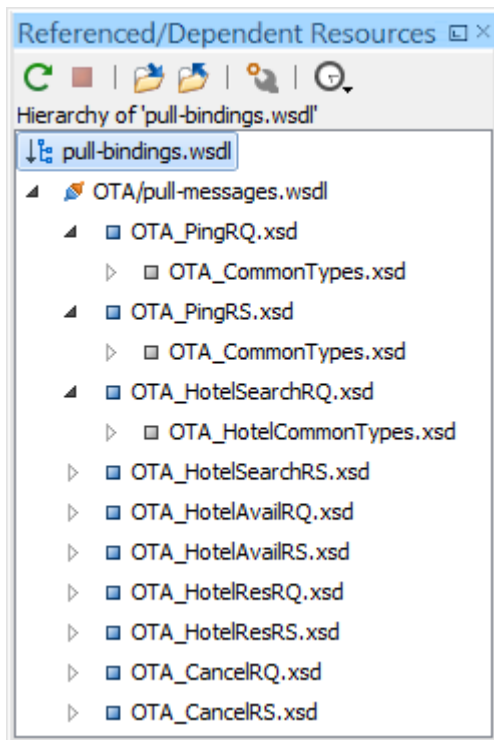 Referenced/Dependent Resources
Hierarchy of 'pull-bindings.wsdl'
pull-bindings.wsdl
OTA/pull-messages.wsdl
OTA_PingRQ.xsd
OTA_CommonTypes.xsd
OTA_PingRS.xsd
OTA_CommonTypes.xsd
OTA_HotelSearchRQ.xsd
OTA_HotelCommonTypes.xsd
OTA_HotelSearchRS.xsd
OTA_HotelAvailRQ.xsd
OTA_HotelAvailRS.xsd
OTA_HotelResRQ.xsd
OTA_HotelResRS.xsd
OTA_CancelRQ.xsd
OTA_CancelRS.xsd